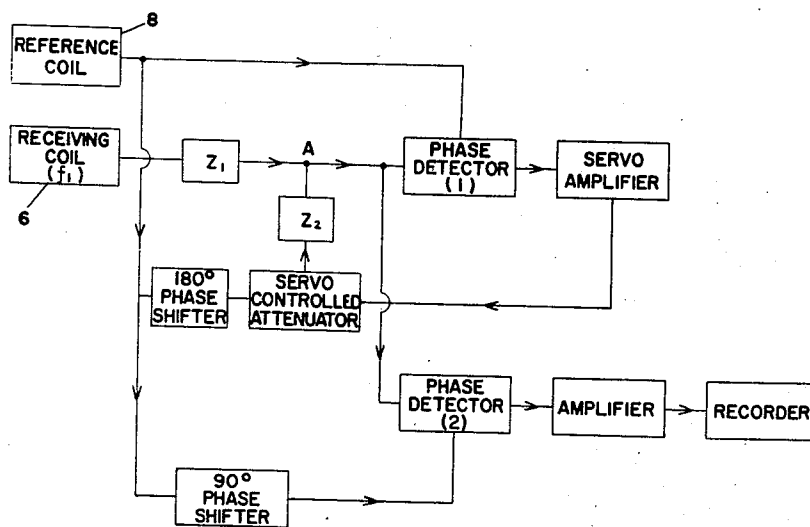 8
REFERENCE
COIL
RECEIVING
COIL
(f₁)
6
Z₁
A
PHASE
DETECTOR
(1)
SERVO
AMPLIFIER
Z₂
180°
PHASE
SHIFTER
SERVO
CONTROLLED
ATTENUATOR
PHASE
DETECTOR
(2)
AMPLIFIER
RECORDER
90°
PHASE
SHIFTER